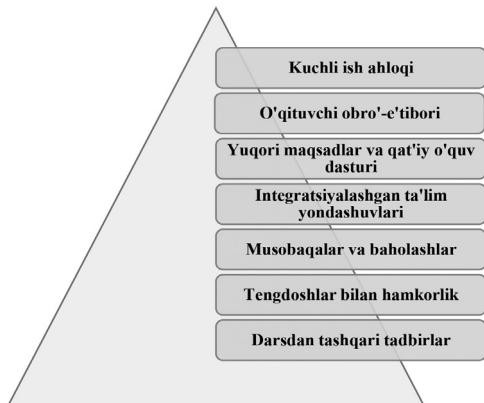 Kuchli ish ahloqi
O'qituvchi obro'-e'tibori
Yuqori maqsadlar va qat'iy o'quv
dasturi
Integratsiyalashgan ta'lim
yondashuvlari
Musobaqalar va baholashlar
Tengdoshlar bilan hamkorlik
Darsdan tashqari tadbirlar